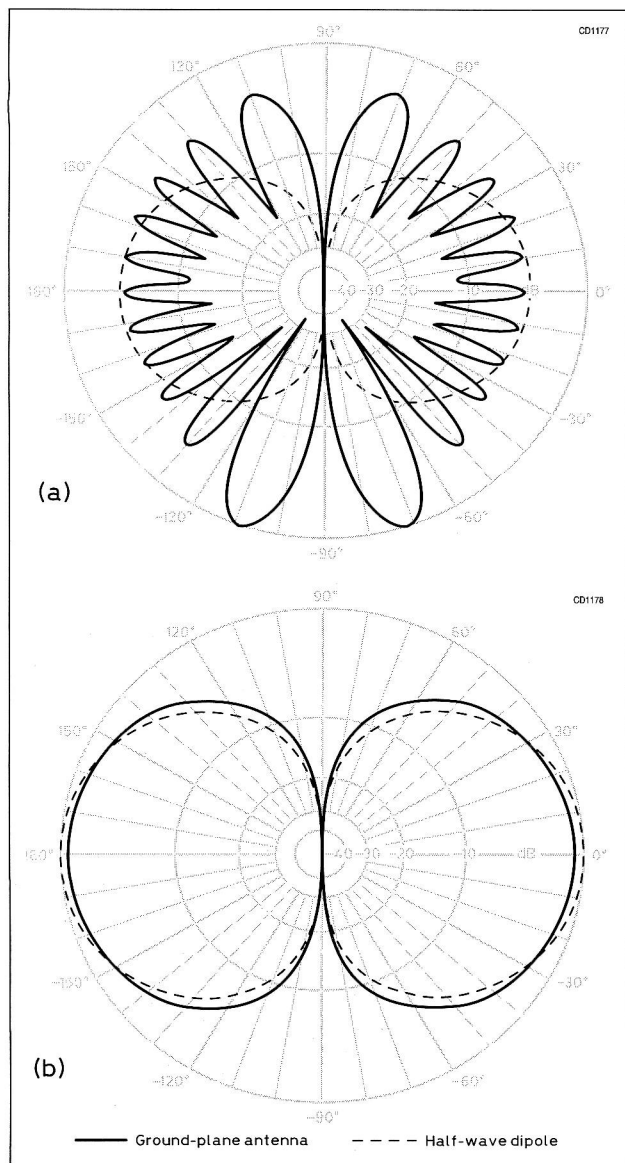 CD1177
90°
120° 60°
150° 30°
180° 40 30 -20 -10 dB 0°
-150° -30°
(a)
-120° -60°
-90°
CD1178
90°
120° 60°
150° 30°
180° -40 -30 -20 -10 dB 0°
-150° -30°
(b)
-120° -60°
-90°
Ground-plane antenna Half-wave dipole